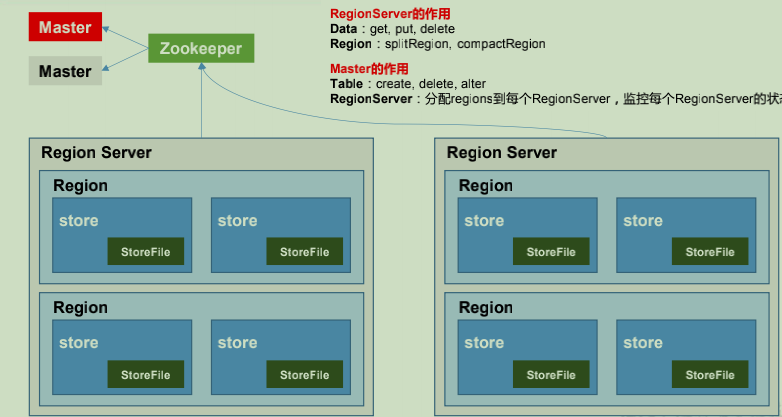 Master
Master
Zookeeper
RegionServer的作用
Data：get, put, delete
Region：splitRegion, compactRegion
Master的作用
Table：create, delete, alter
RegionServer：分配regions到每个RegionServer，监控每个RegionServer的状
Region Server
Region
store
StoreFile
store
StoreFile
Region
store
StoreFile
store
StoreFile
Region Server
Region
store
StoreFile
store
StoreFile
Region
store
StoreFile
store
StoreFile